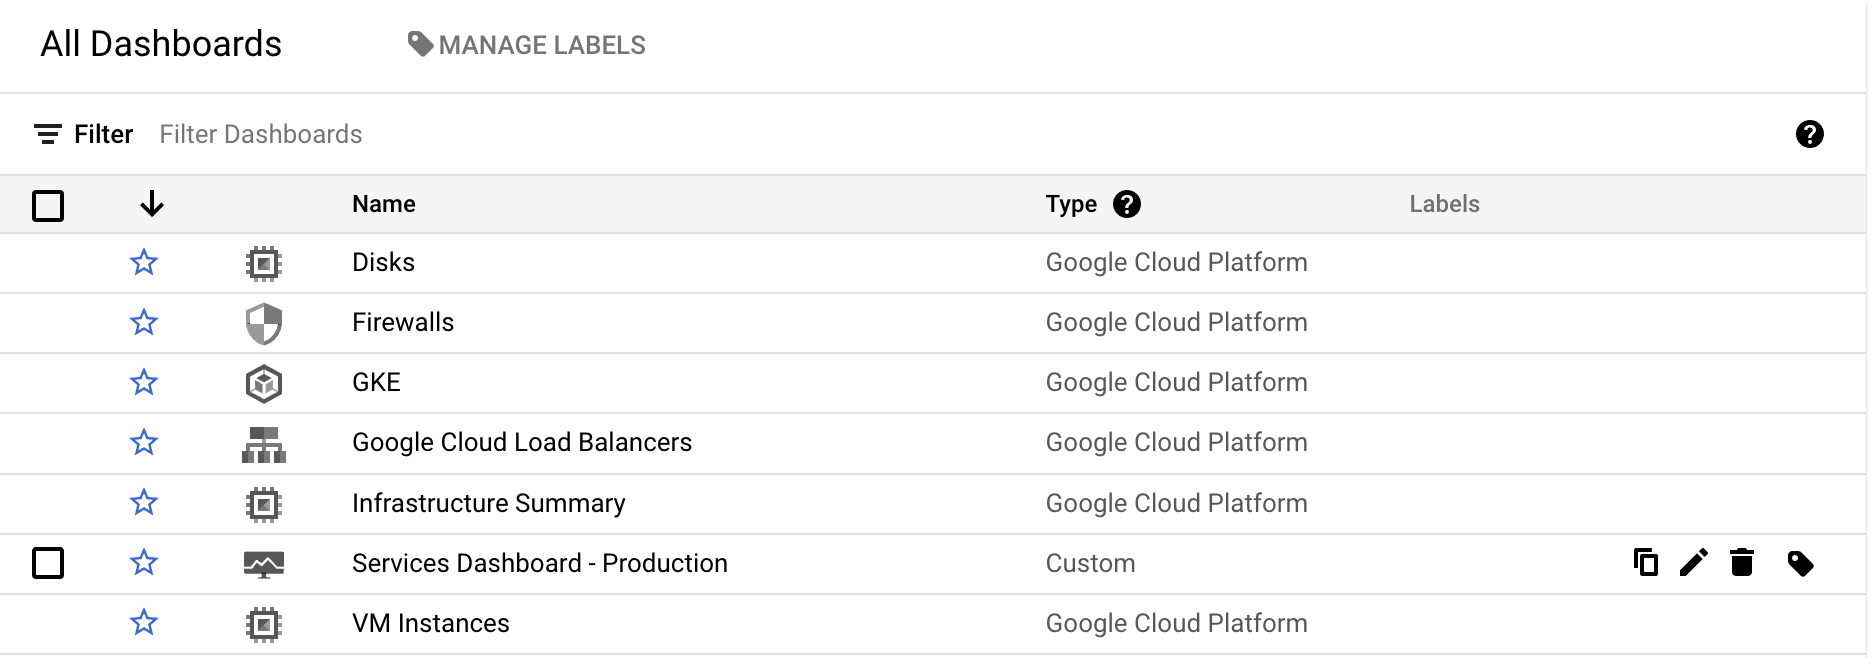 All Dashboards MANAGE LABELS
Filter Filter Dashboards
Name Type Labels
Disks Google Cloud Platform
Firewalls Google Cloud Platform
GKE Google Cloud Platform
Google Cloud Load Balancers Google Cloud Platform
Infrastructure Summary Google Cloud Platform
Services Dashboard - Production Custom
VM Instances Google Cloud Platform